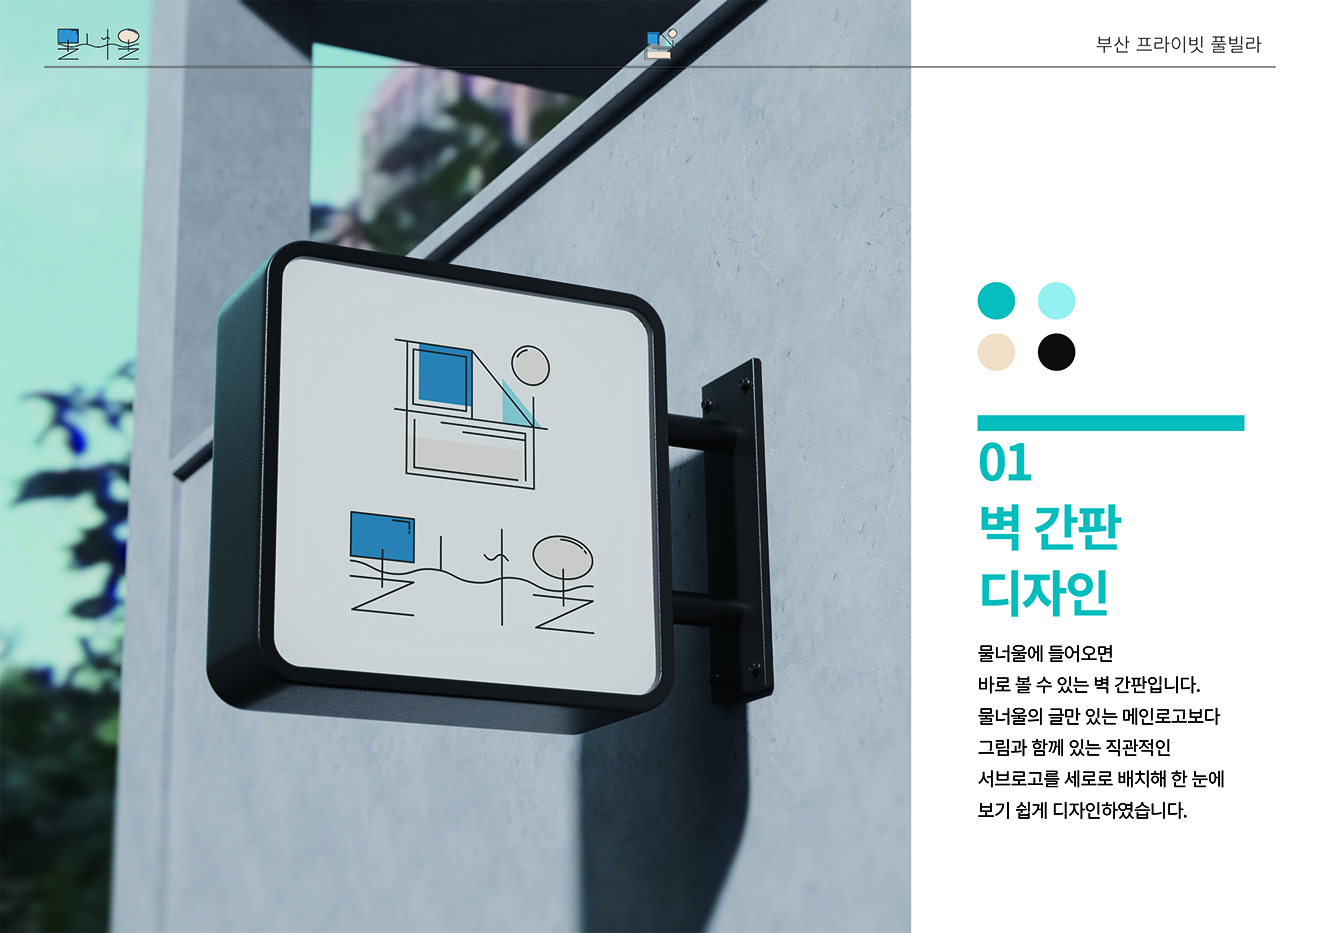 물너울
부산 프라이빗 풀빌라
물너울
01
벽 간판
디자인
물너울에 들어오면
바로 볼 수 있는 벽 간판입니다.
물너울의 글만 있는 메인로고보다
그림과 함께 있는 직관적인
서브로고를 세로로 배치해 한 눈에
보기 쉽게 디자인하였습니다.